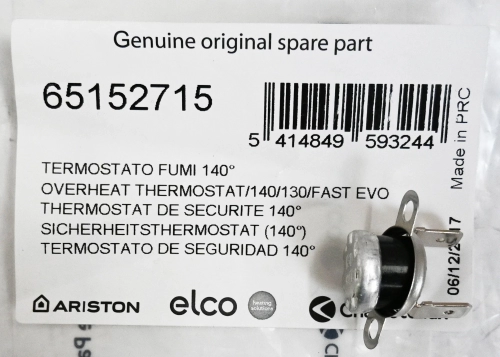 Genuine original spare part
65152715
5 414849 593244
Made in PRC
TERMOSTATO FUMI 140°
OVERHEAT THERMOSTAT/140/130/FAST EVO
THERMOSTAT DE SECURITE 140°
SICHERHEITSTHERMOSTAT (140°)
TERMOSTATO DE SEGURIDAD 140°
ARISTON elco heating solutions